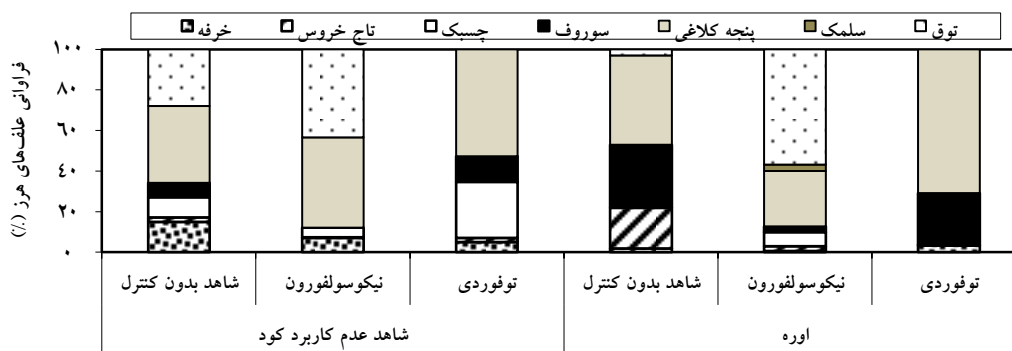 توق سلمک پنجه کلاغی سوروف چسبک تاج خروس خرفه
فراوانی علف‌های هرز (%)
۱۰۰
۸۰
۶۰
۴۰
۲۰
۰
شاهد بدون کنترل نیکوسولفورون توفوردی شاهد بدون کنترل نیکوسولفورون توفوردی
شاهد عدم کاربرد کود اوره